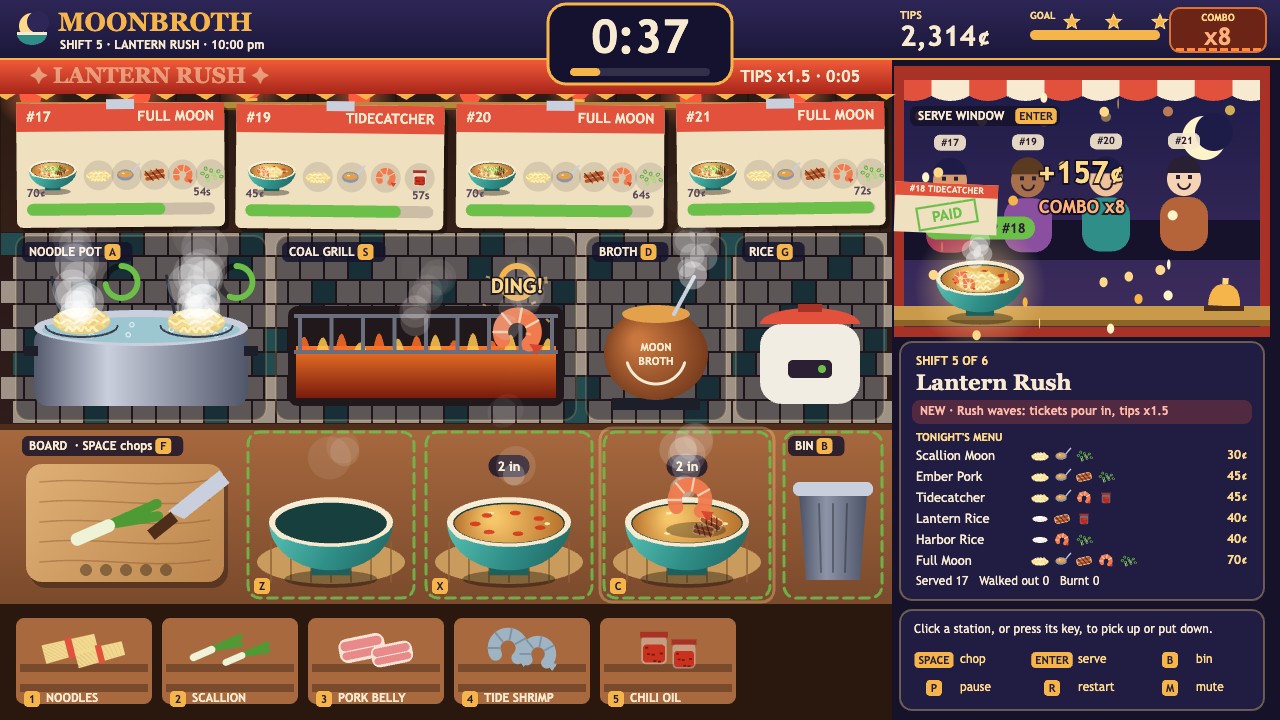 MOONBROTH
SHIFT 5 · LANTERN RUSH · 10:00 pm
0:37
TIPS
2,314¢
GOAL
COMBO
x8
✦ LANTERN RUSH ✦
TIPS x1.5 · 0:05
#17 FULL MOON
70¢ 54s
#19 TIDECATCHER
45¢ 57s
#20 FULL MOON
70¢ 64s
#21 FULL MOON
70¢ 72s
SERVE WINDOW ENTER
#17
#19
#20
#21
+157¢
COMBO x8
#18 TIDECATCHER
PAID
#18
NOODLE POT A
COAL GRILL S
DING!
BROTH D
MOON
BROTH
RICE G
BOARD · SPACE chops F
Z
2 in
X
2 in
C
BIN B
1 NOODLES
2 SCALLION
3 PORK BELLY
4 TIDE SHRIMP
5 CHILI OIL
SHIFT 5 OF 6
Lantern Rush
NEW · Rush waves: tickets pour in, tips x1.5
TONIGHT'S MENU
Scallion Moon 30¢
Ember Pork 45¢
Tidecatcher 45¢
Lantern Rice 40¢
Harbor Rice 40¢
Full Moon 70¢
Served 17 Walked out 0 Burnt 0
Click a station, or press its key, to pick up or put down.
SPACE chop ENTER serve B bin
P pause R restart M mute